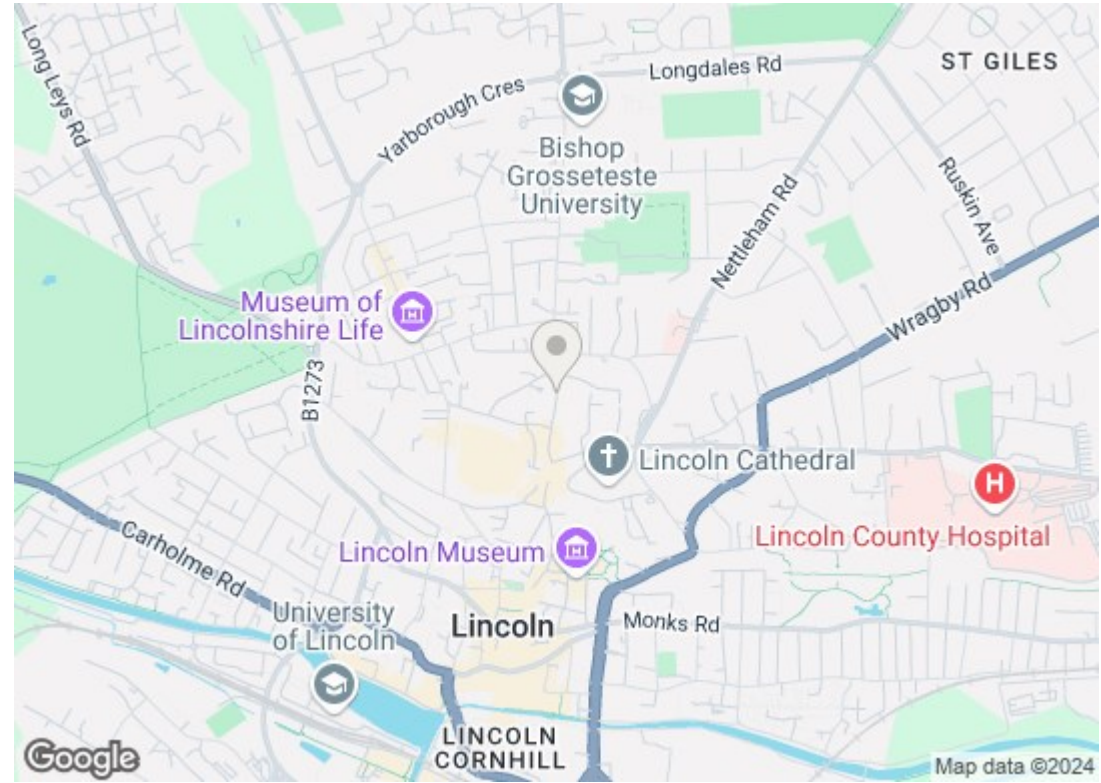 Long Leys Rd
Longdales Rd
ST GILES
Yarborough Cres
Bishop
Grosseteste
University
Nettleham Rd
Ruskin Ave
Museum of
Lincolnshire Life
Wragby Rd
B1273
Lincoln Cathedral
H
Lincoln County Hospital
Carholme Rd
Lincoln Museum
University
of Lincoln
Lincoln
Monks Rd
LINCOLN
CORNHILL
Google
Map data ©2024